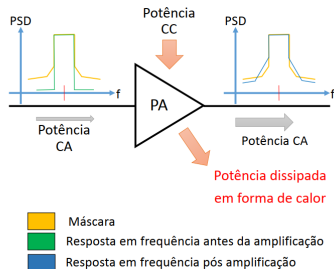 PSD
f
Potência
CA
Potência
CC
PA
PSD
f
Potência CA
Potência dissipada
em forma de calor
Máscara
Resposta em frequência antes da amplificação
Resposta em frequência pós amplificação